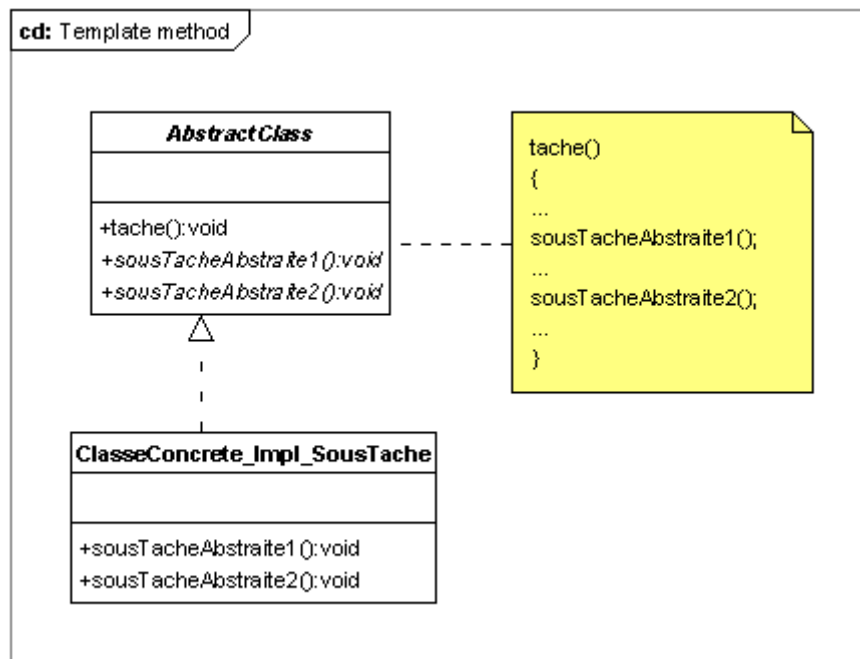 cd: Template method
AbstractClass
+tache():void
+sousTacheAbstraite1():void
+sousTacheAbstraite2():void
tache()
{
...
sousTacheAbstraite1();
...
sousTacheAbstraite2();
...
}
ClasseConcrete_Impl_SousTache
+sousTacheAbstraite1():void
+sousTacheAbstraite2():void